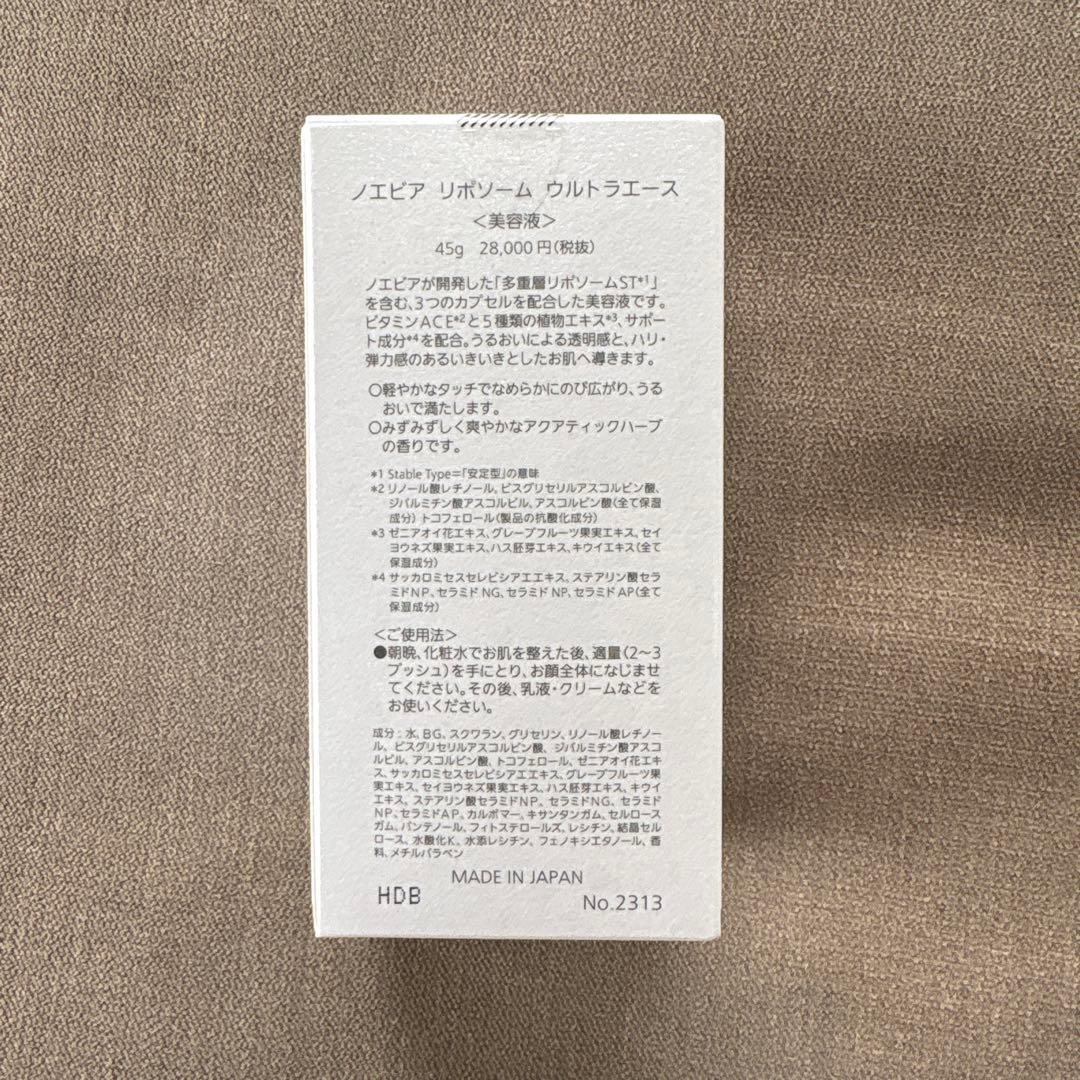 ノエビア リポソーム ウルトラエース
<美容液>
45g 28,000円(税抜)
ノエビアが開発した「多重層リポソームST*1」
を含む、3つのカプセルを配合した美容液です。
ビタミンACE*2と5種類の植物エキス*3、サポー
ト成分*4を配合。うるおいによる透明感と、ハリ・
弾力感のあるいきいきとしたお肌へ導きます。
○軽やかなタッチでなめらかにのび広がり、うる
おいで満たします。
○みずみずしく爽やかなアクアティックハーブ
の香りです。
*1 Stable Type=「安定型」の意味
*2 リノール酸レチノール、ビスグリセリルアスコルビン酸、
ジパルミチン酸アスコルビル、アスコルビン酸(全て保湿
成分) トコフェロール(製品の抗酸化成分)
*3 ゼニアオイ花エキス、グレープフルーツ果実エキス、セイ
ヨウネズ果実エキス、ハス胚芽エキス、キウイエキス(全て
保湿成分)
*4 サッカロミセスセレビシアエエキス、ステアリン酸セラ
ミドNP、セラミドNG、セラミドNP、セラミドAP(全て
保湿成分)
<ご使用法>
●朝晩、化粧水でお肌を整えた後、適量(2〜3
プッシュ)を手にとり、お顔全体になじませ
てください。その後、乳液・クリームなどを
お使いください。
成分:水、BG、スクワラン、グリセリン、リノール酸レチノー
ル、ビスグリセリルアスコルビン酸、ジパルミチン酸アスコ
ルビル、アスコルビン酸、トコフェロール、ゼニアオイ花エキ
ス、サッカロミセスセレビシアエエキス、グレープフルーツ果
実エキス、セイヨウネズ果実エキス、ハス胚芽エキス、キウイ
エキス、ステアリン酸セラミドNP、セラミドNG、セラミド
NP、セラミドAP、カルボマー、キサンタンガム、セルロース
ガム、パンテノール、フィトステロールズ、レシチン、結晶セル
ロース、水酸化K、水添レシチン、フェノキシエタノール、香
料、メチルパラベン
MADE IN JAPAN
HDB
No.2313